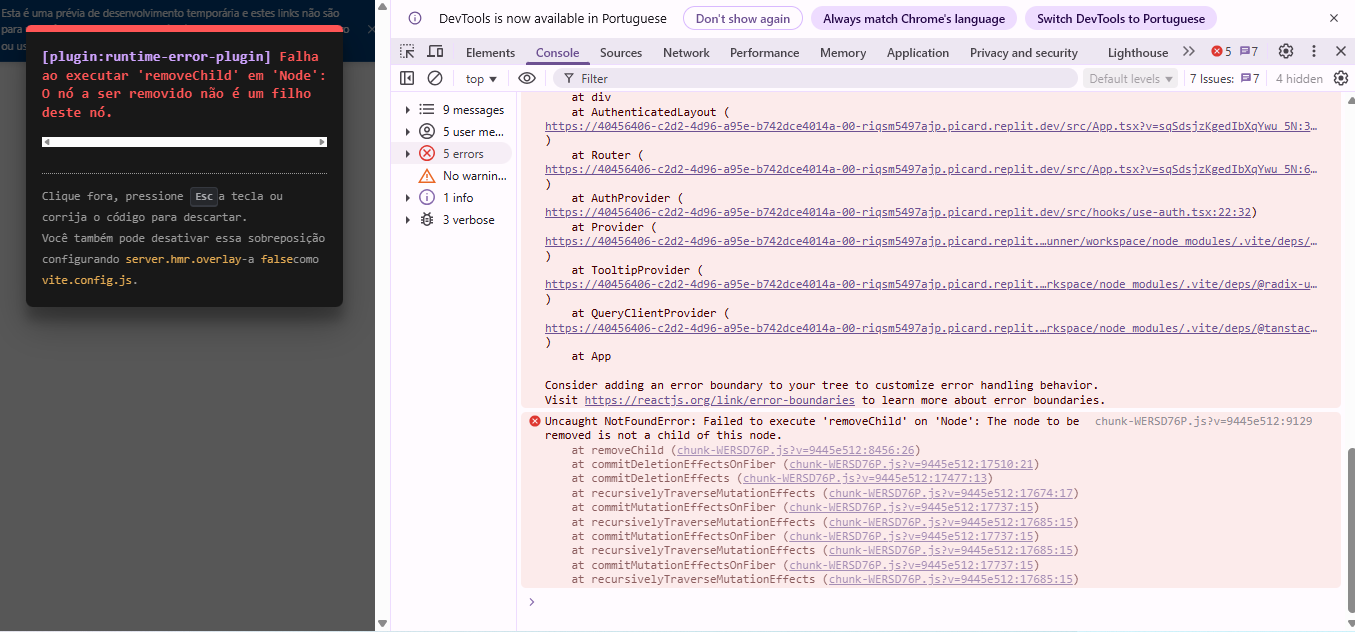 Esta é uma prévia de desenvolvimento temporária e estes links não são
para
ou us
[plugin:runtime-error-plugin] Falha
ao executar 'removeChild' em 'Node':
O nó a ser removido não é um filho
deste nó.
Clique fora, pressione Esc a tecla ou
corrija o código para descartar.
Você também pode desativar essa sobreposição
configurando server.hmr.overlay-a falsecomo
vite.config.js.
DevTools is now available in Portuguese
Don't show again
Always match Chrome's language
Switch DevTools to Portuguese
Elements Console Sources Network Performance Memory Application Privacy and security Lighthouse 5 7
top Filter Default levels 7 Issues: 7 4 hidden
9 messages
5 user me...
5 errors
No warnin...
1 info
3 verbose
at div
at AuthenticatedLayout (
https://40456406-c2d2-4d96-a95e-b742dce4014a-00-riqsm5497ajp.picard.replit.dev/src/App.tsx?v=sqSdsjzKgedIbXqYwu_5N:3…
)
at Router (
https://40456406-c2d2-4d96-a95e-b742dce4014a-00-riqsm5497ajp.picard.replit.dev/src/App.tsx?v=sqSdsjzKgedIbXqYwu_5N:6…
)
at AuthProvider (
https://40456406-c2d2-4d96-a95e-b742dce4014a-00-riqsm5497ajp.picard.replit.dev/src/hooks/use-auth.tsx:22:32)
at Provider (
https://40456406-c2d2-4d96-a95e-b742dce4014a-00-riqsm5497ajp.picard.replit.…unner/workspace/node_modules/.vite/deps/…
)
at TooltipProvider (
https://40456406-c2d2-4d96-a95e-b742dce4014a-00-riqsm5497ajp.picard.replit.…rkspace/node_modules/.vite/deps/@radix-u…
)
at QueryClientProvider (
https://40456406-c2d2-4d96-a95e-b742dce4014a-00-riqsm5497ajp.picard.replit.…rkspace/node_modules/.vite/deps/@tanstac…
)
at App
Consider adding an error boundary to your tree to customize error handling behavior.
Visit https://reactjs.org/link/error-boundaries to learn more about error boundaries.
Uncaught NotFoundError: Failed to execute 'removeChild' on 'Node': The node to be chunk-WERSD76P.js?v=9445e512:9129
removed is not a child of this node.
at removeChild (chunk-WERSD76P.js?v=9445e512:8456:26)
at commitDeletionEffectsOnFiber (chunk-WERSD76P.js?v=9445e512:17510:21)
at commitDeletionEffects (chunk-WERSD76P.js?v=9445e512:17477:13)
at recursivelyTraverseMutationEffects (chunk-WERSD76P.js?v=9445e512:17674:17)
at commitMutationEffectsOnFiber (chunk-WERSD76P.js?v=9445e512:17737:15)
at recursivelyTraverseMutationEffects (chunk-WERSD76P.js?v=9445e512:17685:15)
at commitMutationEffectsOnFiber (chunk-WERSD76P.js?v=9445e512:17737:15)
at recursivelyTraverseMutationEffects (chunk-WERSD76P.js?v=9445e512:17685:15)
at commitMutationEffectsOnFiber (chunk-WERSD76P.js?v=9445e512:17737:15)
at recursivelyTraverseMutationEffects (chunk-WERSD76P.js?v=9445e512:17685:15)